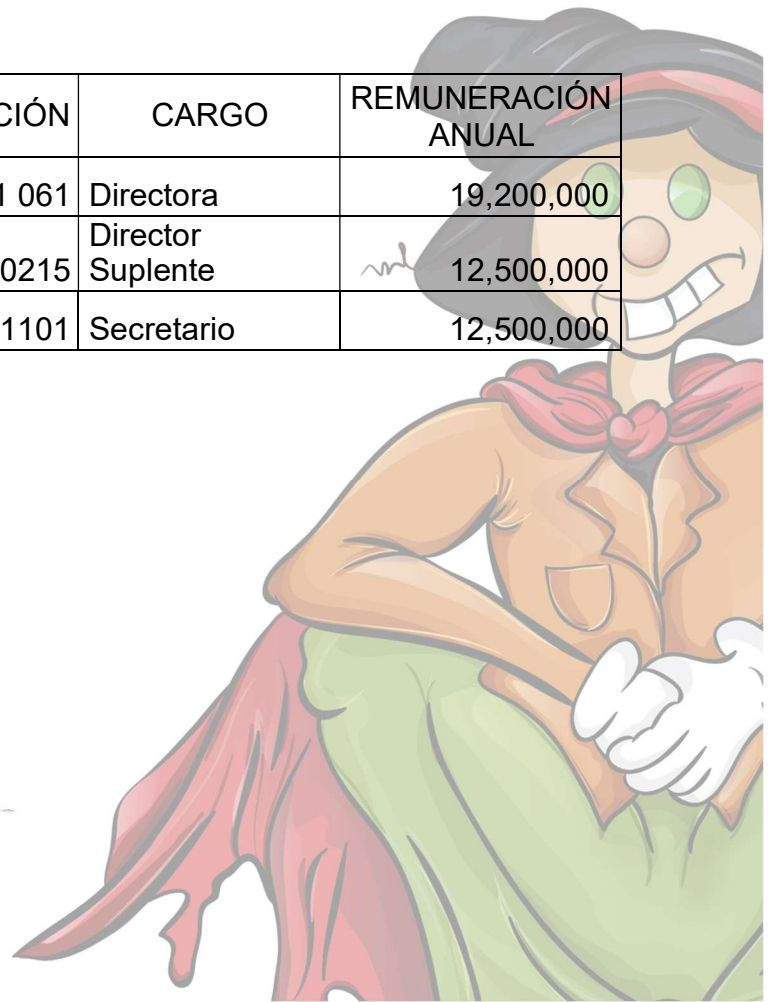 CIÓN CARGO REMUNERACIÓN
ANUAL
1 061 Directora 19,200,000
Director
0215 Suplente 12,500,000
1101 Secretario 12,500,000